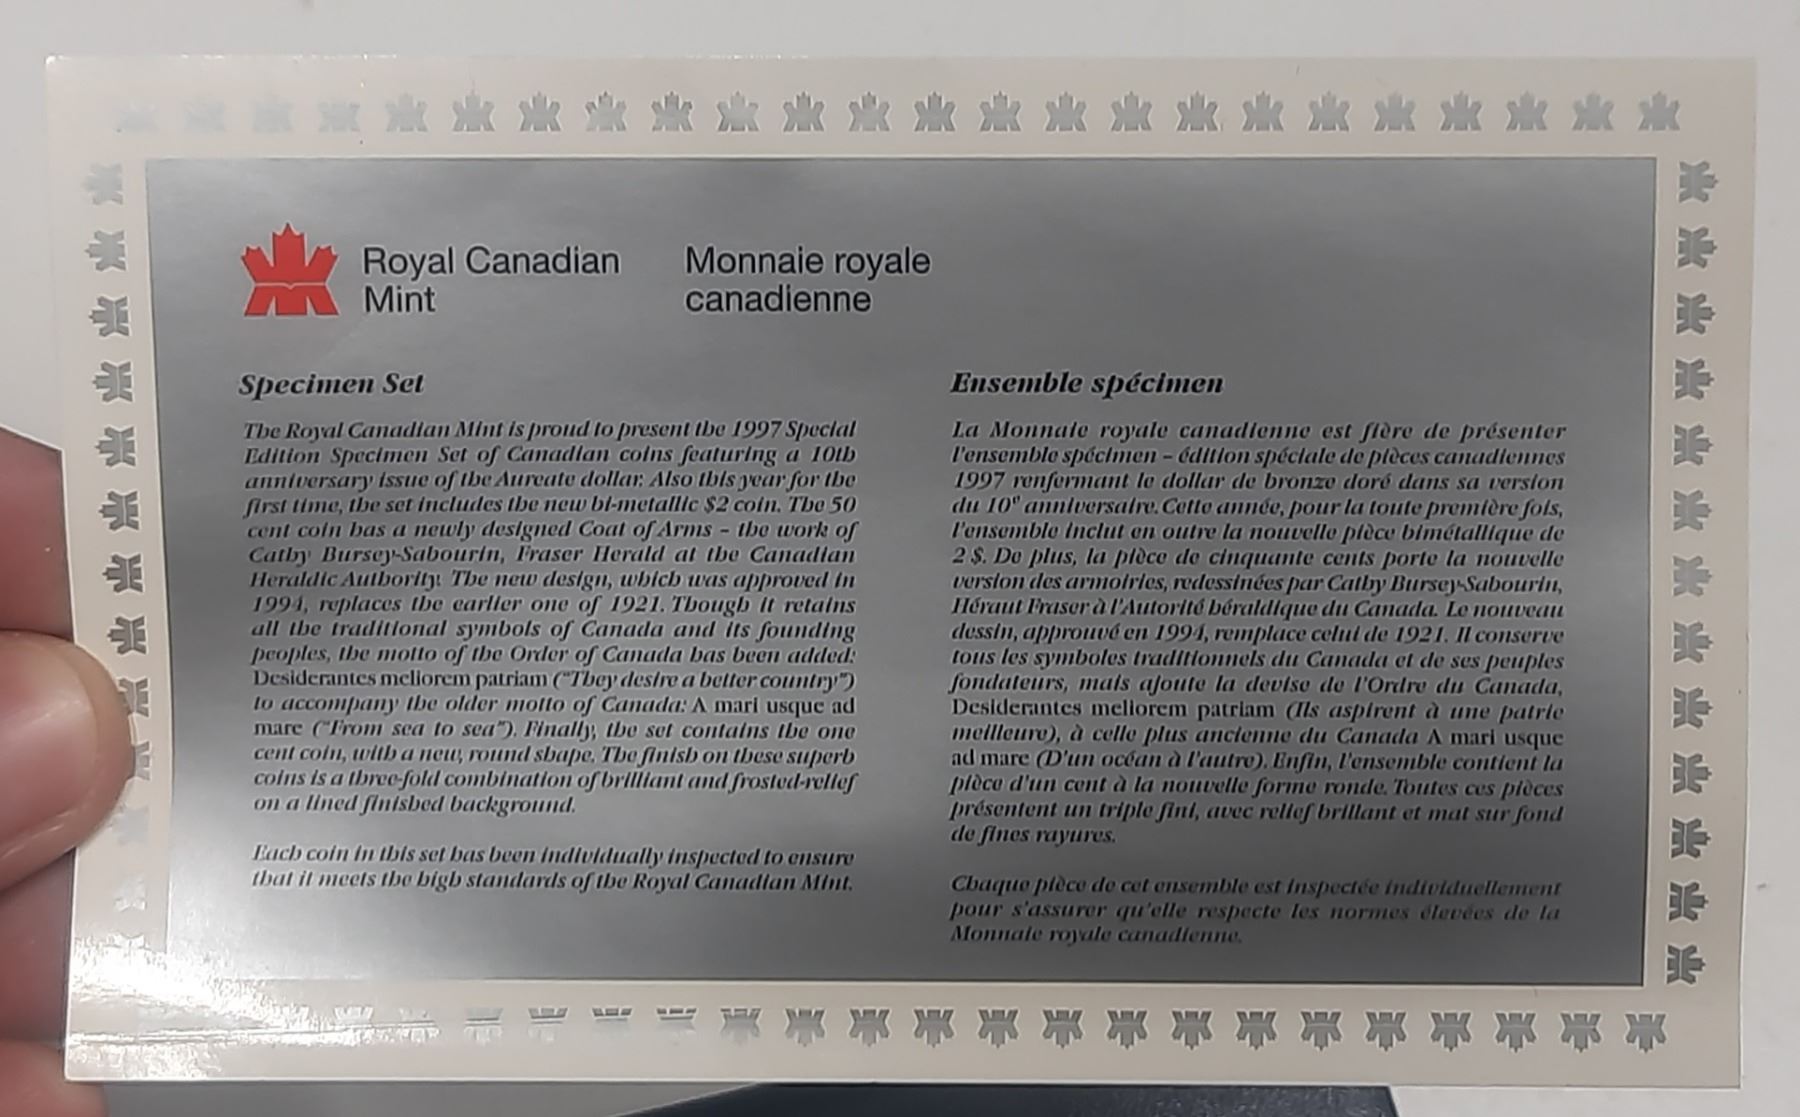 Royal Canadian
Mint
Monnaie royale
canadienne
Specimen Set
The Royal Canadian Mint is proud to present the 1997 Special
Edition Specimen Set of Canadian coins featuring a 10th
anniversary issue of the Aureate dollar. Also this year for the
first time, the set includes the new bi-metallic $2 coin. The 50
cent coin has a newly designed Coat of Arms – the work of
Cathy Bursey-Sabourin, Fraser Herald at the Canadian
Heraldic Authority. The new design, which was approved in
1994, replaces the earlier one of 1921. Though it retains
all the traditional symbols of Canada and its founding
peoples, the motto of the Order of Canada has been added:
Desiderantes meliorem patriam ("They desire a better country")
to accompany the older motto of Canada: A mari usque ad
mare ("From sea to sea"). Finally, the set contains the one
cent coin, with a new, round shape. The finish on these superb
coins is a three-fold combination of brilliant and frosted-relief
on a lined finished background.
Each coin in this set has been individually inspected to ensure
that it meets the high standards of the Royal Canadian Mint.
Ensemble spécimen
La Monnaie royale canadienne est fière de présenter
l'ensemble spécimen – édition spéciale de pièces canadiennes
1997 renfermant le dollar de bronze doré dans sa version
du 10e anniversaire. Cette année, pour la toute première fois,
l'ensemble inclut en outre la nouvelle pièce bimétallique de
2 $. De plus, la pièce de cinquante cents porte la nouvelle
version des armoiries, redessinées par Cathy Bursey-Sabourin,
Héraut Fraser à l'Autorité héraldique du Canada. Le nouveau
dessin, approuvé en 1994, remplace celui de 1921. Il conserve
tous les symboles traditionnels du Canada et de ses peuples
fondateurs, mais ajoute la devise de l'Ordre du Canada,
Desiderantes meliorem patriam (Ils aspirent à une patrie
meilleure), à celle plus ancienne du Canada A mari usque
ad mare (D'un océan à l'autre). Enfin, l'ensemble contient la
pièce d'un cent à la nouvelle forme ronde. Toutes ces pièces
présentent un triple fini, avec relief brillant et mat sur fond
de fines rayures.
Chaque pièce de cet ensemble est inspectée individuellement
pour s'assurer qu'elle respecte les normes élevées de la
Monnaie royale canadienne.